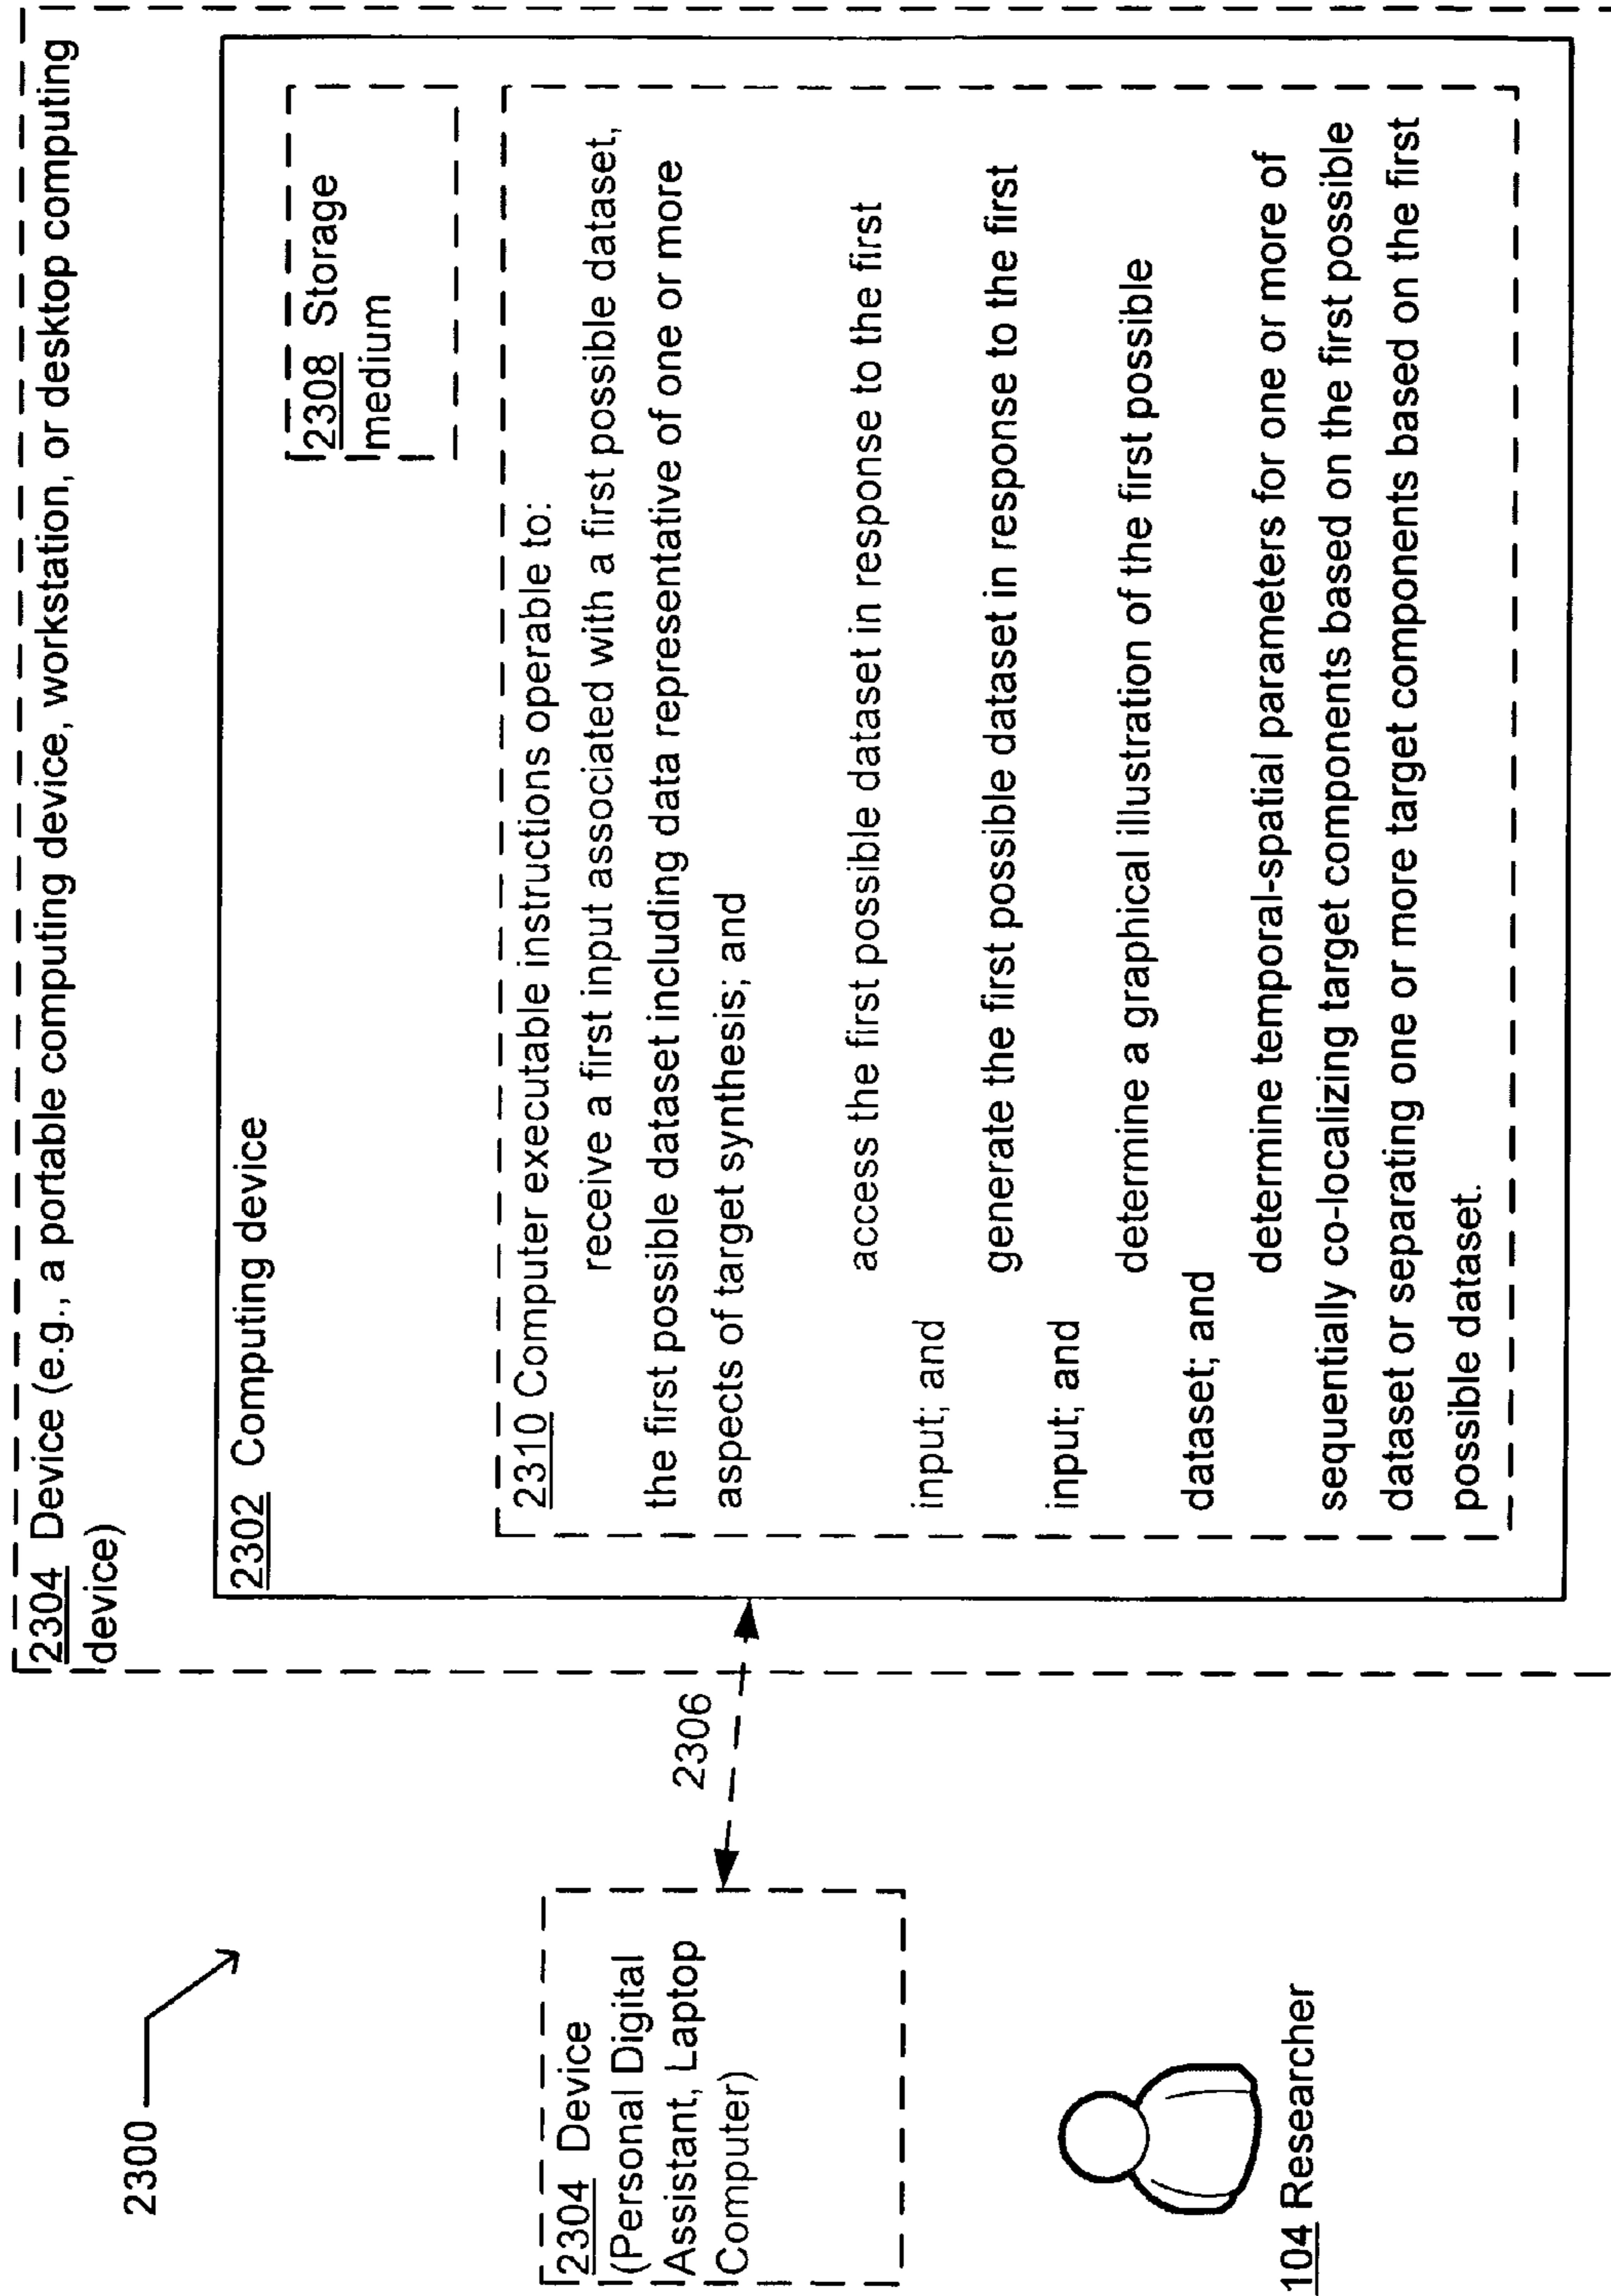 2300
2304 Device (e.g., a portable computing device, workstation, or desktop computing
device)
2302 Computing device
2308 Storage
medium
2310 Computer executable instructions operable to:
receive a first input associated with a first possible dataset,
the first possible dataset including data representative of one or more
aspects of target synthesis; and
access the first possible dataset in response to the first
input; and
generate the first possible dataset in response to the first
input; and
determine a graphical illustration of the first possible
dataset; and
determine temporal-spatial parameters for one or more of
sequentially co-localizing target components based on the first possible
dataset or separating one or more target components based on the first
possible dataset.
2306
2304 Device
(Personal Digital
Assistant, Laptop
Computer)
104 Researcher